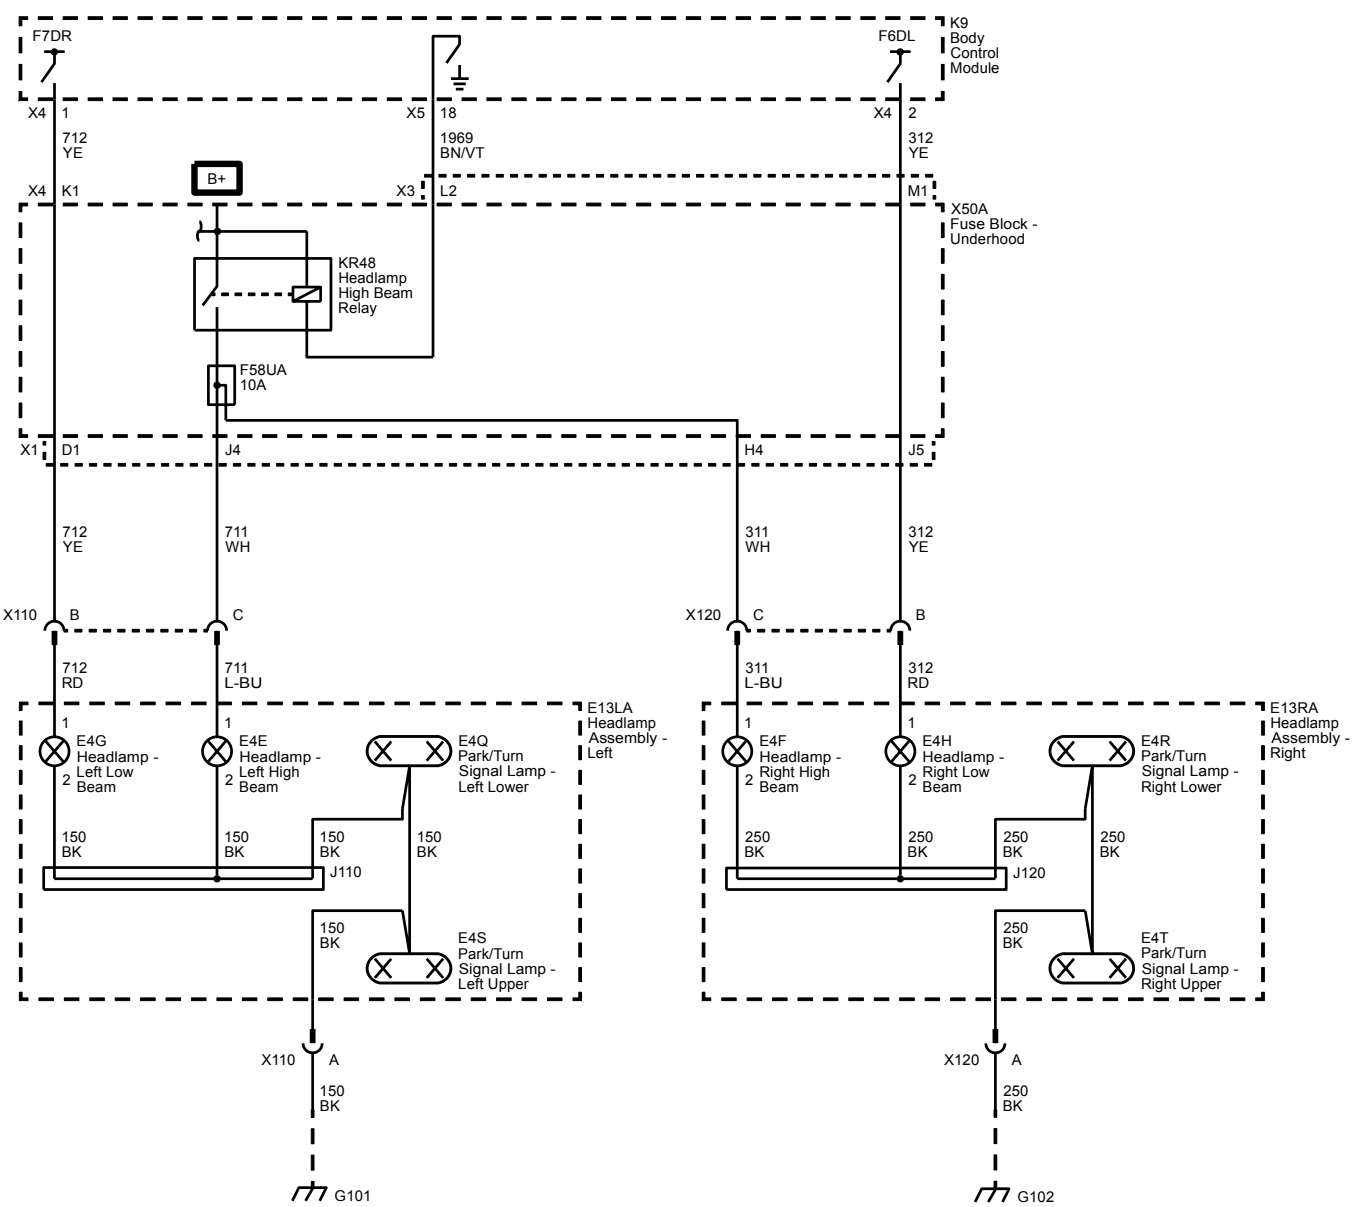 F7DR
F6DL
K9
Body
Control
Module
X4 1
X5 18
X4 2
712
YE
1969
BN/VT
312
YE
B+
X4 K1
X3 L2
M1
X50A
Fuse Block -
Underhood
KR48
Headlamp
High Beam
Relay
F58UA
10A
X1 D1
J4
H4
J5
712
YE
711
WH
311
WH
312
YE
X110 B
C
X120 C
B
712
RD
711
L-BU
311
L-BU
312
RD
E13LA
Headlamp
Assembly -
Left
E13RA
Headlamp
Assembly -
Right
1
E4G
Headlamp -
Left Low
Beam
2
1
E4E
Headlamp -
Left High
Beam
2
E4Q
Park/Turn
Signal Lamp -
Left Lower
1
E4F
Headlamp -
Right High
Beam
2
1
E4H
Headlamp -
Right Low
Beam
2
E4R
Park/Turn
Signal Lamp -
Right Lower
150
BK
150
BK
150
BK
150
BK
250
BK
250
BK
250
BK
250
BK
J110
J120
150
BK
E4S
Park/Turn
Signal Lamp -
Left Upper
250
BK
E4T
Park/Turn
Signal Lamp -
Right Upper
X110 A
X120 A
150
BK
250
BK
G101
G102